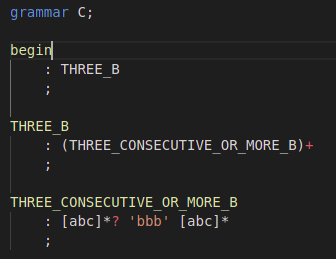 grammar C;
begin
: THREE_B
;
THREE_B
: (THREE_CONSECUTIVE_OR_MORE_B)+
;
THREE_CONSECUTIVE_OR_MORE_B
: [abc]*? 'bbb' [abc]*
;